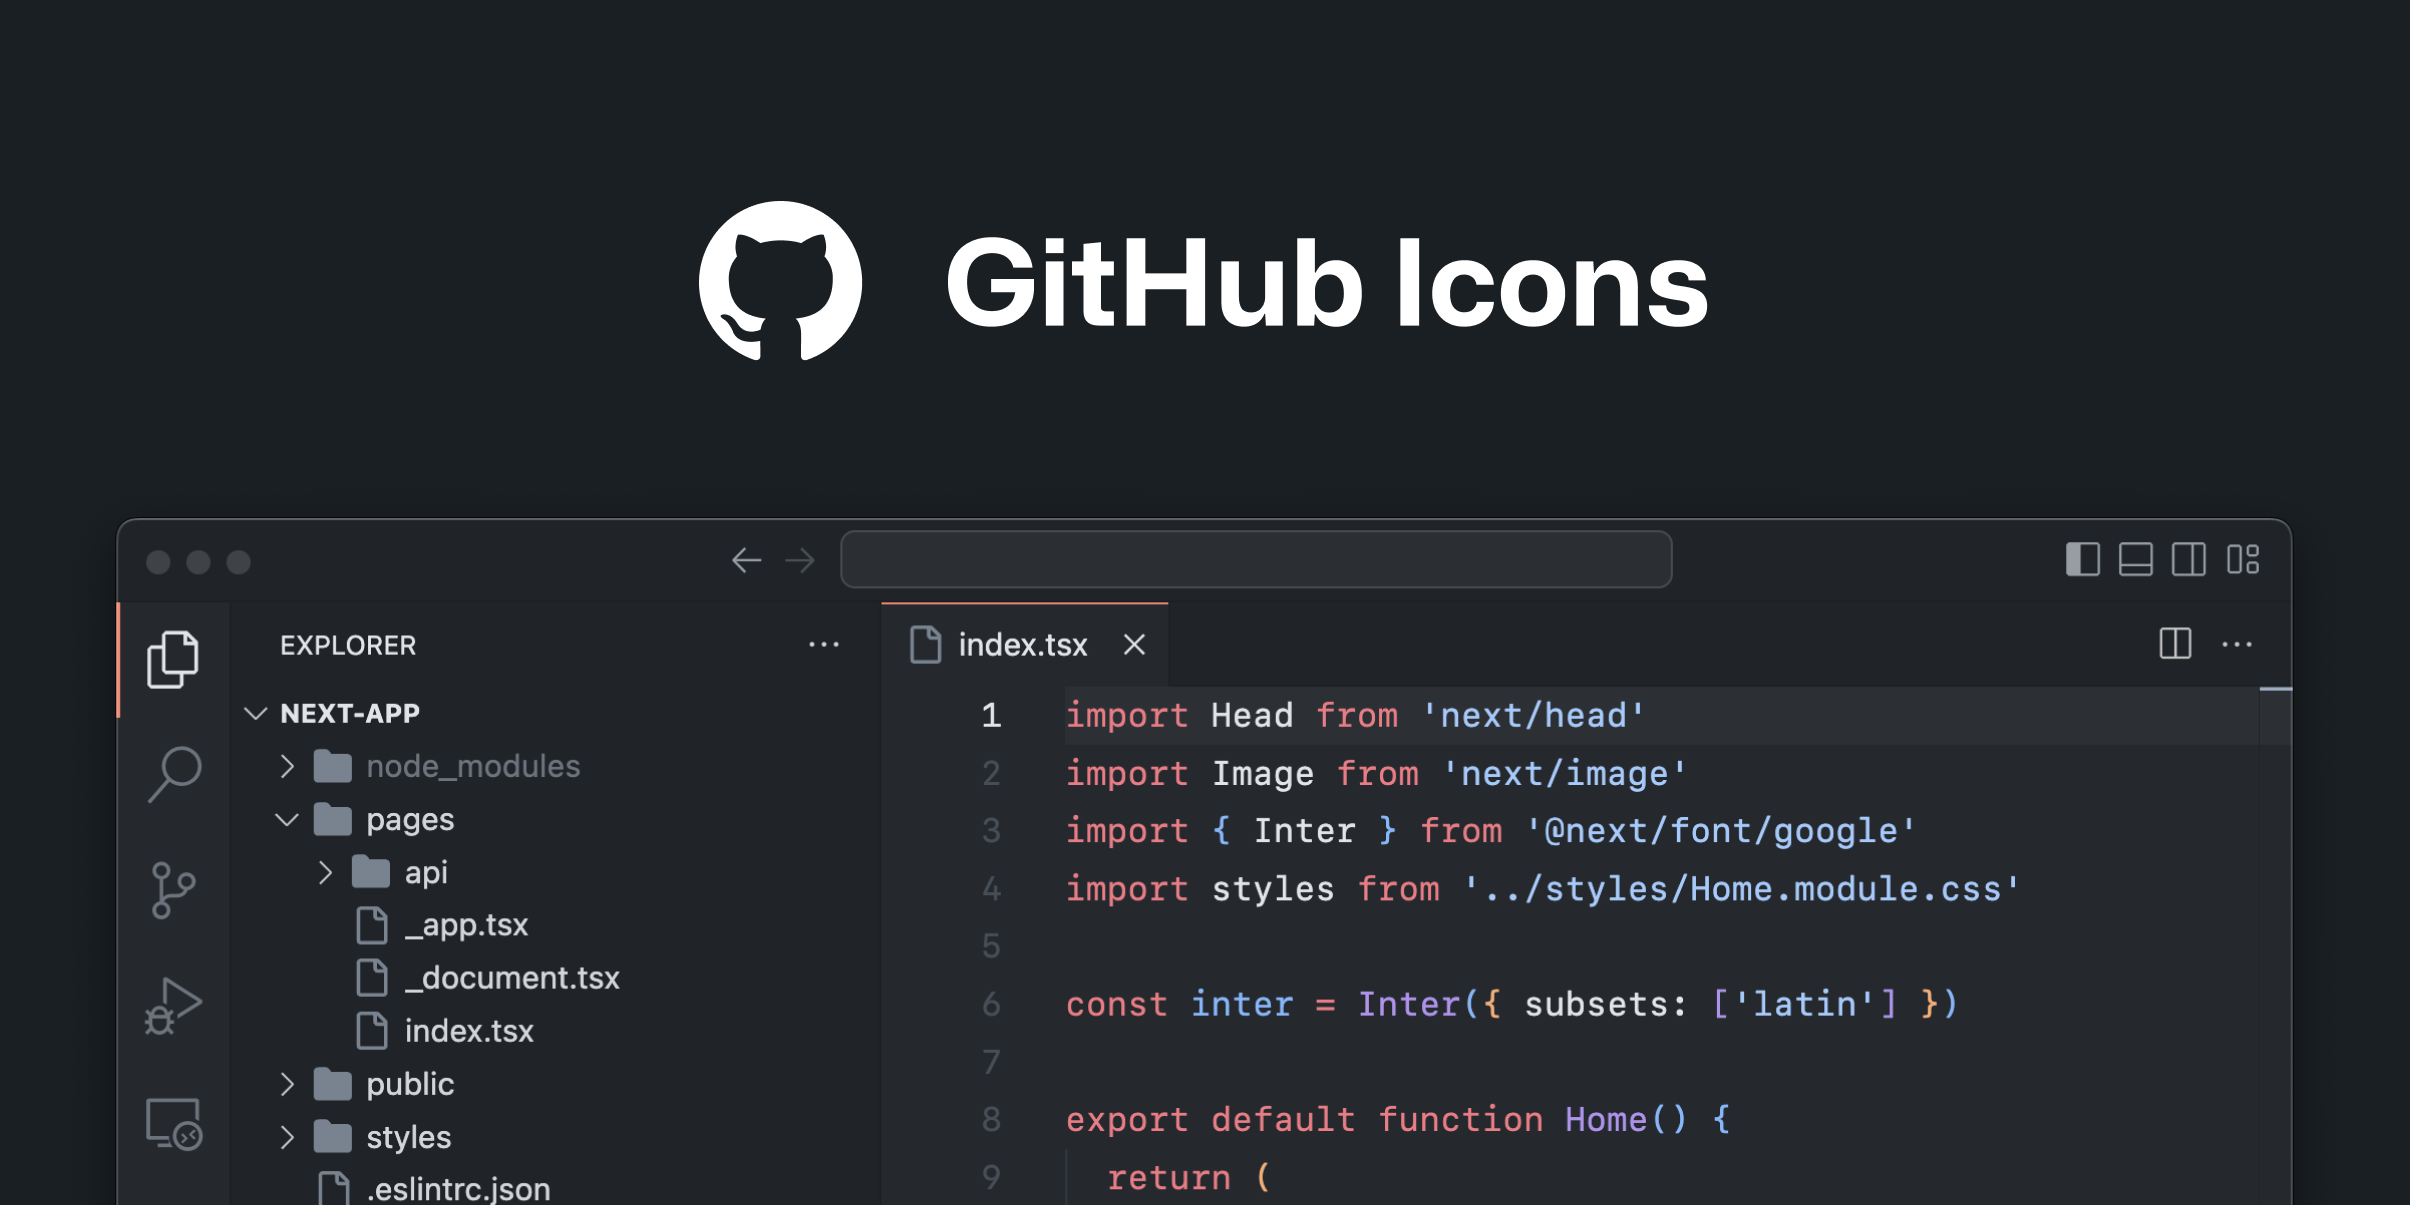 GitHub Icons
EXPLORER
NEXT-APP
node_modules
pages
api
_app.tsx
_document.tsx
index.tsx
public
styles
.eslintrc.json
index.tsx
1 import Head from 'next/head'
2 import Image from 'next/image'
3 import { Inter } from '@next/font/google'
4 import styles from '../styles/Home.module.css'
5
6 const inter = Inter({ subsets: ['latin'] })
7
8 export default function Home() {
9 return (